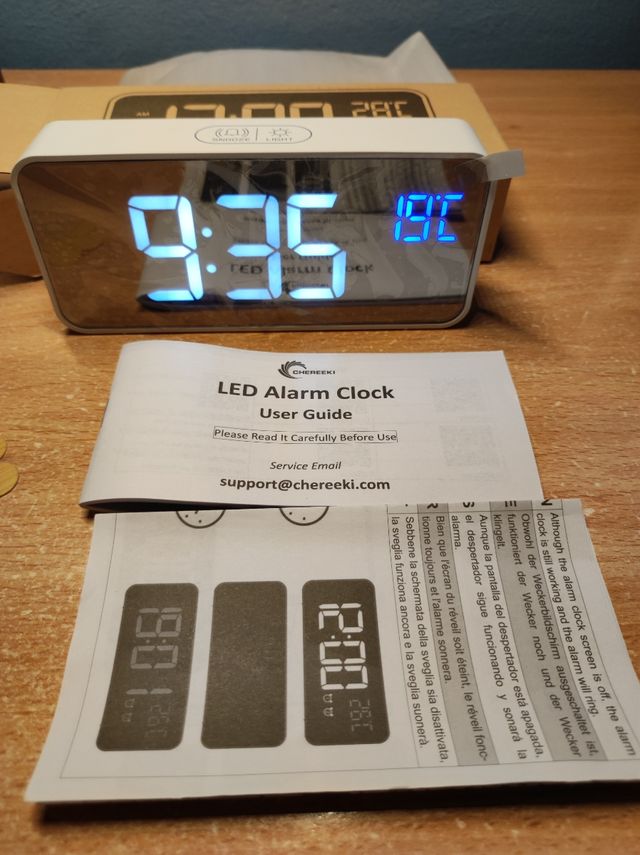 AM 12:00 28°C
SNOOZE LIGHT
9:35 19°C
LED Alarm Clock
CHEREEKI
LED Alarm Clock
User Guide
Please Read It Carefully Before Use
Service Email
support@chereeki.com
Although the alarm clock screen is off, the alarm
clock is still working and the alarm will ring.
Obwohl der Weckerbildschirm ausgeschaltet ist,
funktioniert der Wecker noch und der Wecker
klingelt.
Aunque la pantalla del despertador está apagada,
el despertador sigue funcionando y sonará la
alarma.
Bien que l'écran du réveil soit éteint, le réveil fonc-
tionne toujours et l'alarme sonnera.
Sebbene la schermata della sveglia sia disattivata,
la sveglia funziona ancora e la sveglia suonerà.